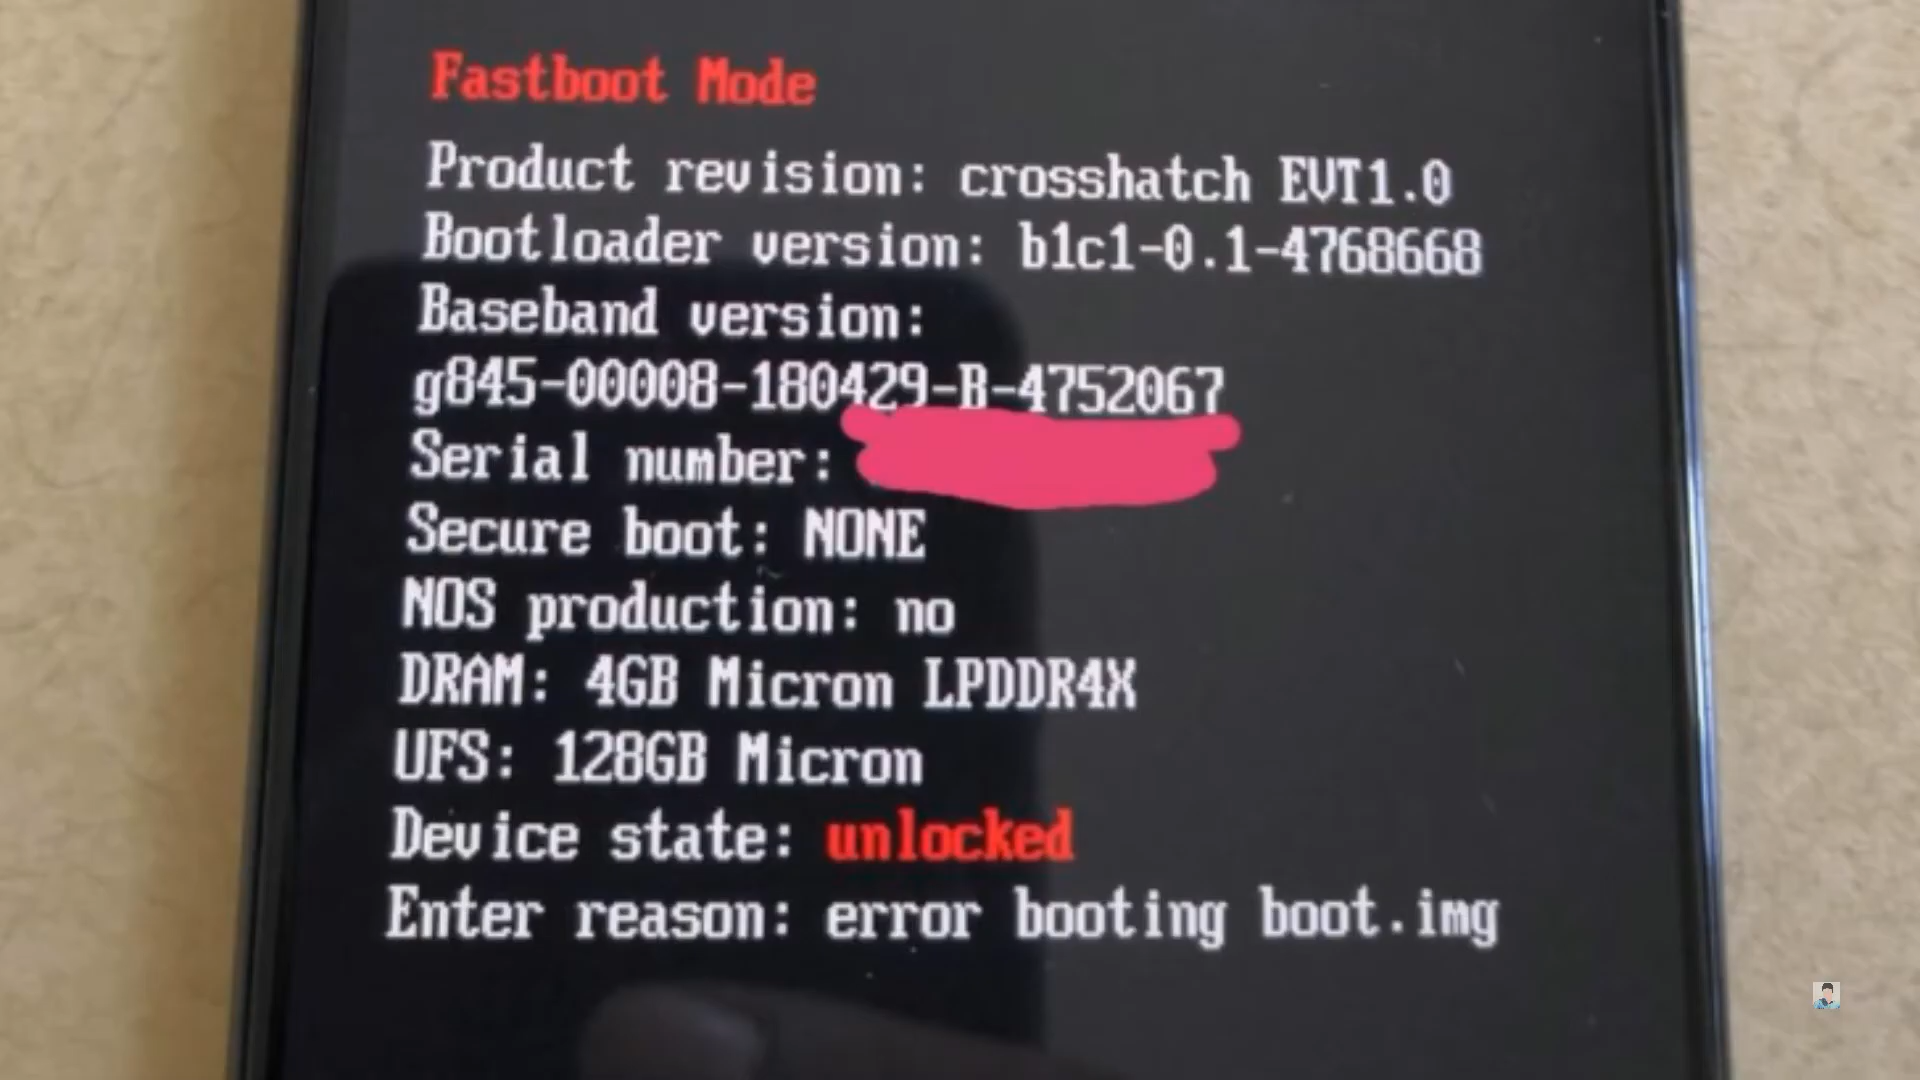 Fastboot Mode
Product revision: crosshatch EVT1.0
Bootloader version: b1c1-0.1-4768668
Baseband version:
g845-00008-180429-B-4752067
Serial number:
Secure boot: NONE
NOS production: no
DRAM: 4GB Micron LPDDR4X
UFS: 128GB Micron
Device state: unlocked
Enter reason: error booting boot.img